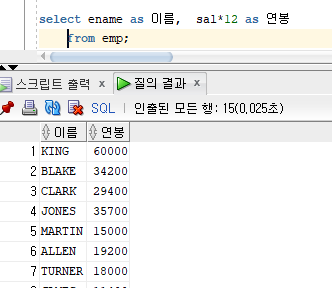 select ename as 이름,  sal*12 as 연봉
from emp;
스크립트 출력 x 질의 결과 x
SQL | 인출된 모든 행: 15(0,025초)
이름 연봉
1 KING 60000
2 BLAKE 34200
3 CLARK 29400
4 JONES 35700
5 MARTIN 15000
6 ALLEN 19200
7 TURNER 18000